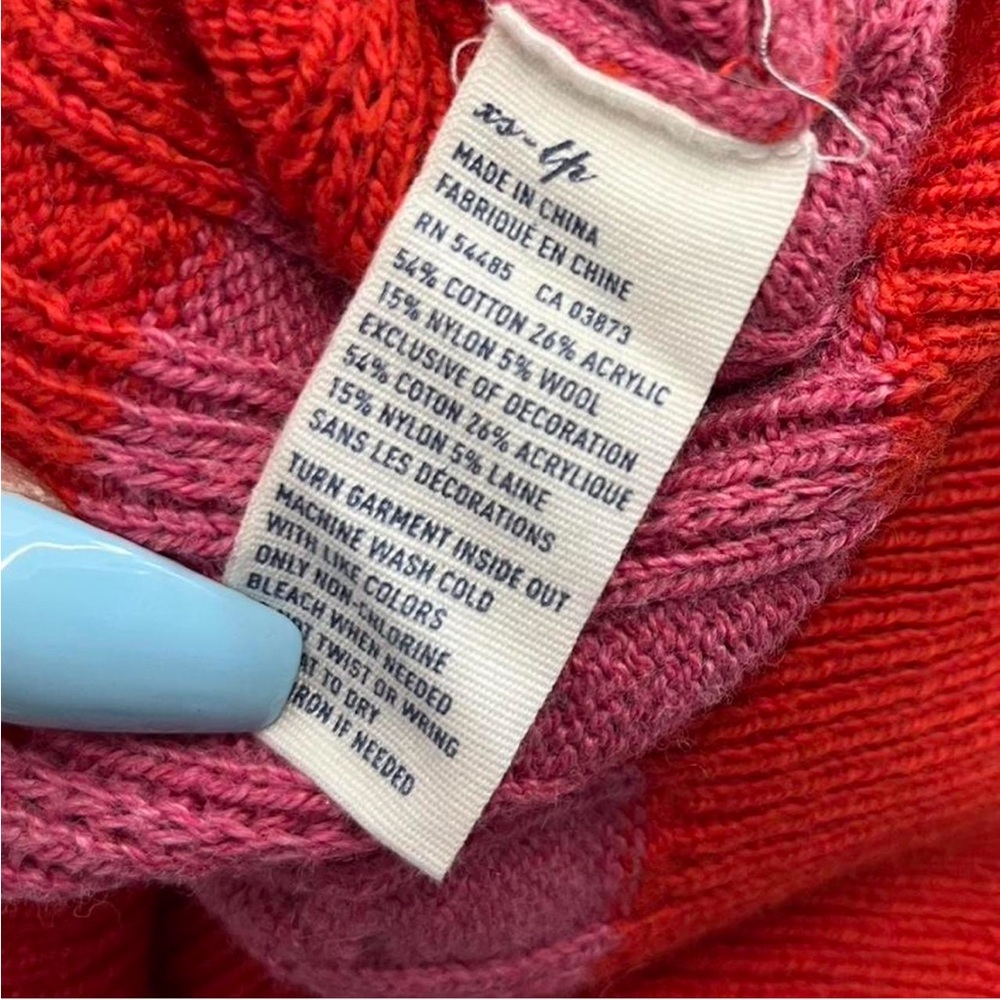 xs-tp
MADE IN CHINA
FABRIQUE EN CHINE
RN 54485 CA 03873
54% COTTON 26% ACRYLIC
15% NYLON 5% WOOL
EXCLUSIVE OF DECORATION
54% COTON 26% ACRYLIQUE
15% NYLON 5% LAINE
SANS LES DÉCORATIONS
TURN GARMENT INSIDE OUT
MACHINE WASH COLD
WITH LIKE COLORS
ONLY NON-CHLORINE
BLEACH WHEN NEEDED
TWIST OR WRING
TO DRY
IRON IF NEEDED